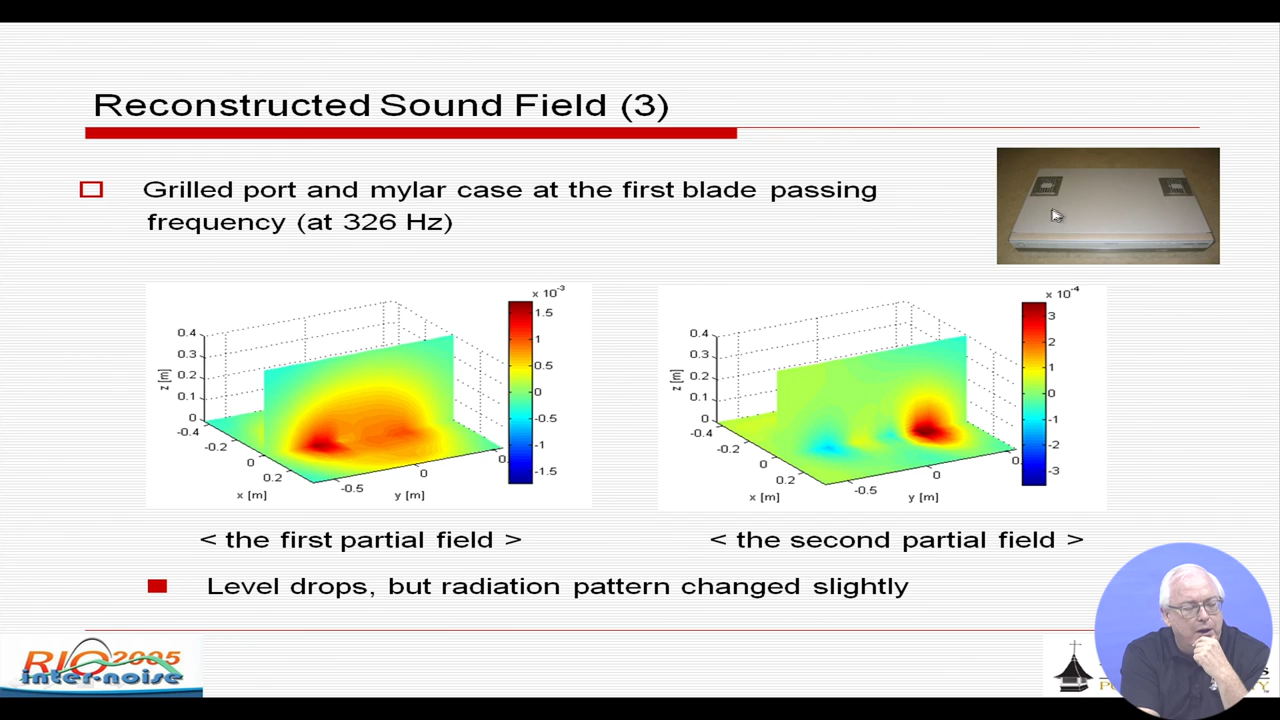 Reconstructed Sound Field (3)
Grilled port and mylar case at the first blade passing
frequency (at 326 Hz)
x 10⁻³
1.5
1
0.5
0
-0.5
-1
-1.5
0.4
0.3
0.2
0.1
0
z [m]
-0.4
-0.2
0
0.2
x [m]
-0.5
0
y [m]
x 10⁻⁴
3
2
1
0
-1
-2
-3
0.4
0.3
0.2
0.1
0
z [m]
-0.4
-0.2
0
0.2
x [m]
-0.5
0
y [m]
< the first partial field >
< the second partial field >
Level drops, but radiation pattern changed slightly
RIO 2005
inter-noise